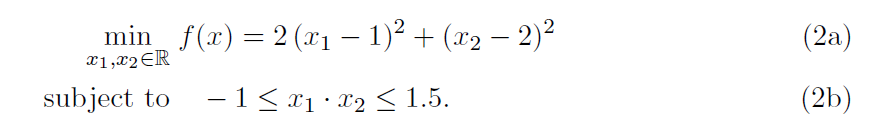 min f(x) = 2 (x₁ − 1)² + (x₂ − 2)² (2a)
x₁,x₂∈ℝ
subject to − 1 ≤ x₁ · x₂ ≤ 1.5. (2b)